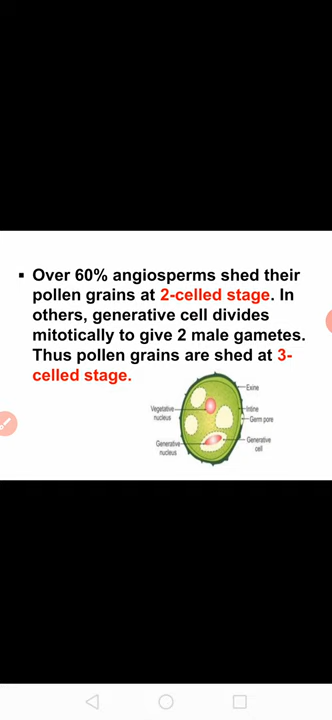 ▪ Over 60% angiosperms shed their
pollen grains at 2-celled stage. In
others, generative cell divides
mitotically to give 2 male gametes.
Thus pollen grains are shed at 3-
celled stage.
Exine
Vegetative
nucleus
Intine
Germ pore
Generative
nucleus
Generative
cell